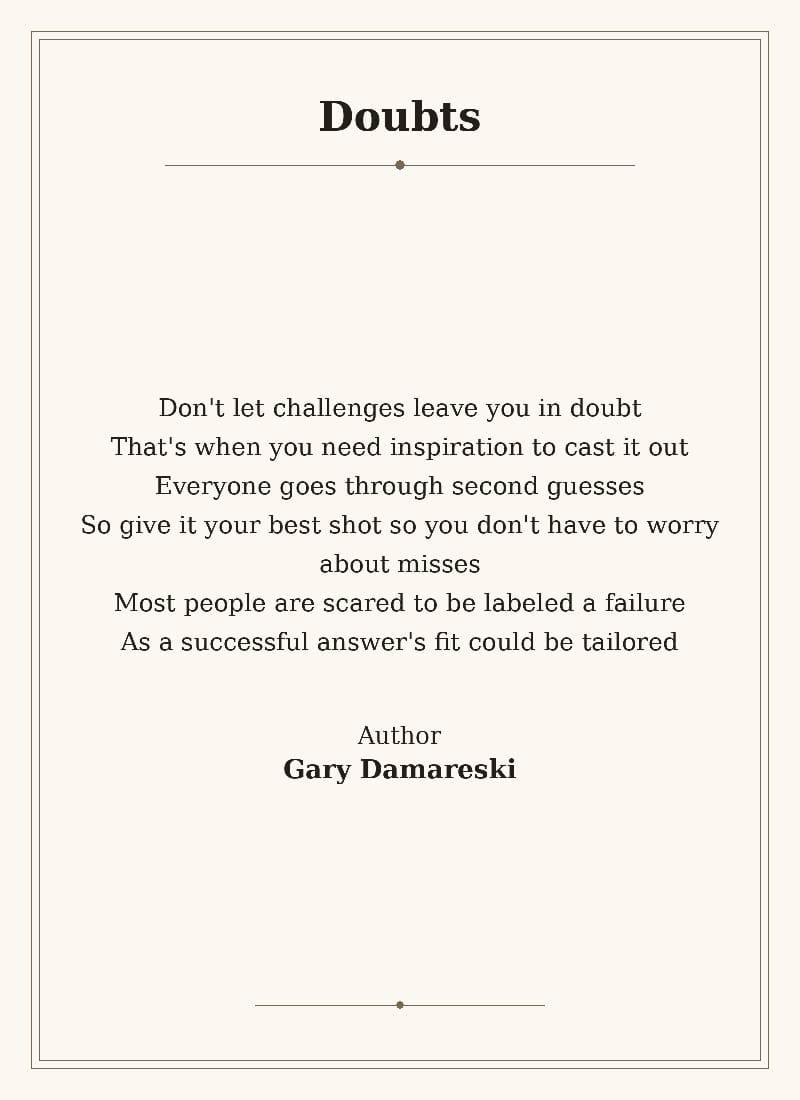 Doubts
Don't let challenges leave you in doubt
That's when you need inspiration to cast it out
Everyone goes through second guesses
So give it your best shot so you don't have to worry
about misses
Most people are scared to be labeled a failure
As a successful answer's fit could be tailored
Author
Gary Damareski